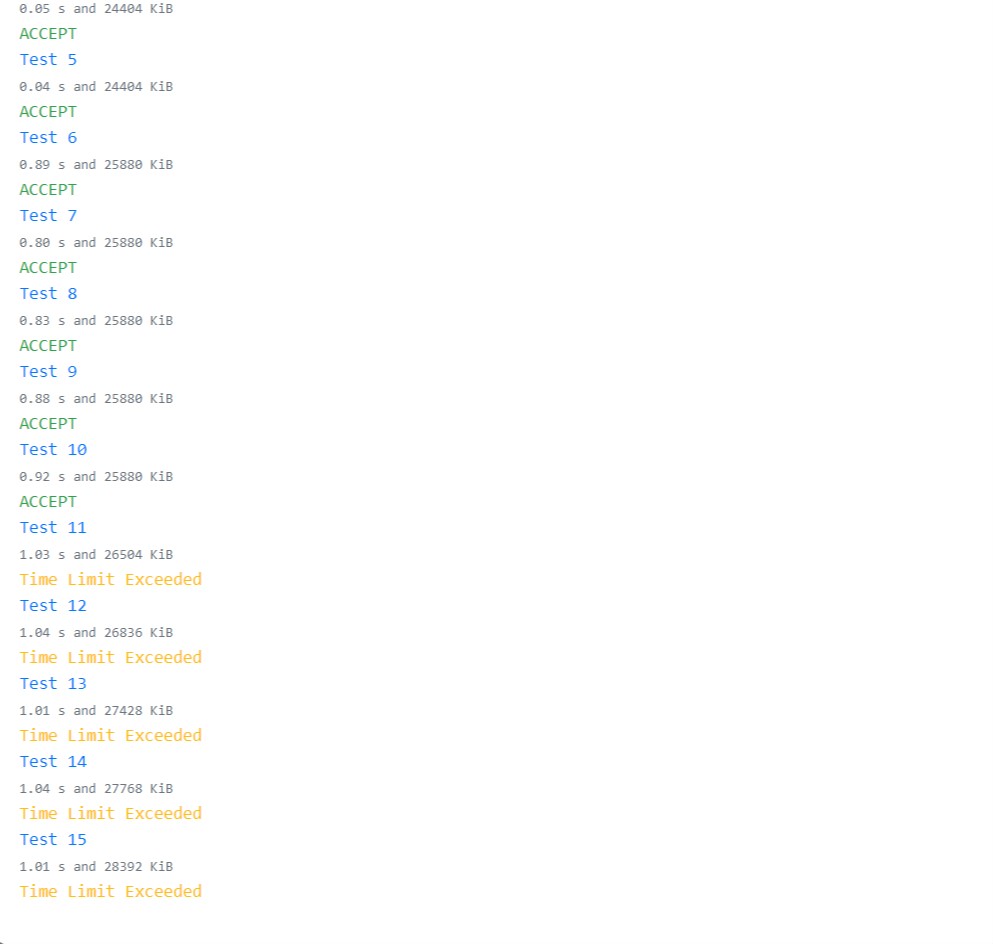 0.05 s and 24404 KiB
ACCEPT
Test 5
0.04 s and 24404 KiB
ACCEPT
Test 6
0.89 s and 25880 KiB
ACCEPT
Test 7
0.80 s and 25880 KiB
ACCEPT
Test 8
0.83 s and 25880 KiB
ACCEPT
Test 9
0.88 s and 25880 KiB
ACCEPT
Test 10
0.92 s and 25880 KiB
ACCEPT
Test 11
1.03 s and 26504 KiB
Time Limit Exceeded
Test 12
1.04 s and 26836 KiB
Time Limit Exceeded
Test 13
1.01 s and 27428 KiB
Time Limit Exceeded
Test 14
1.04 s and 27768 KiB
Time Limit Exceeded
Test 15
1.01 s and 28392 KiB
Time Limit Exceeded